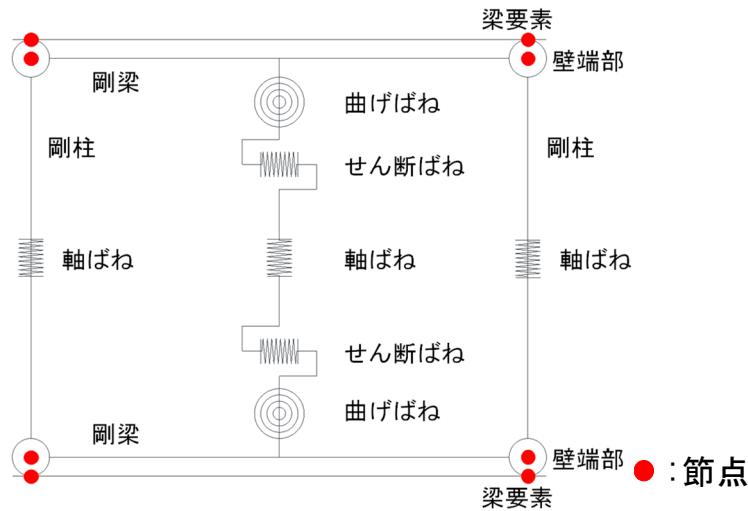 梁要素
壁端部
剛梁
曲げばね
剛柱
剛柱
せん断ばね
軸ばね
軸ばね
軸ばね
せん断ばね
曲げばね
剛梁
壁端部
:節点
梁要素